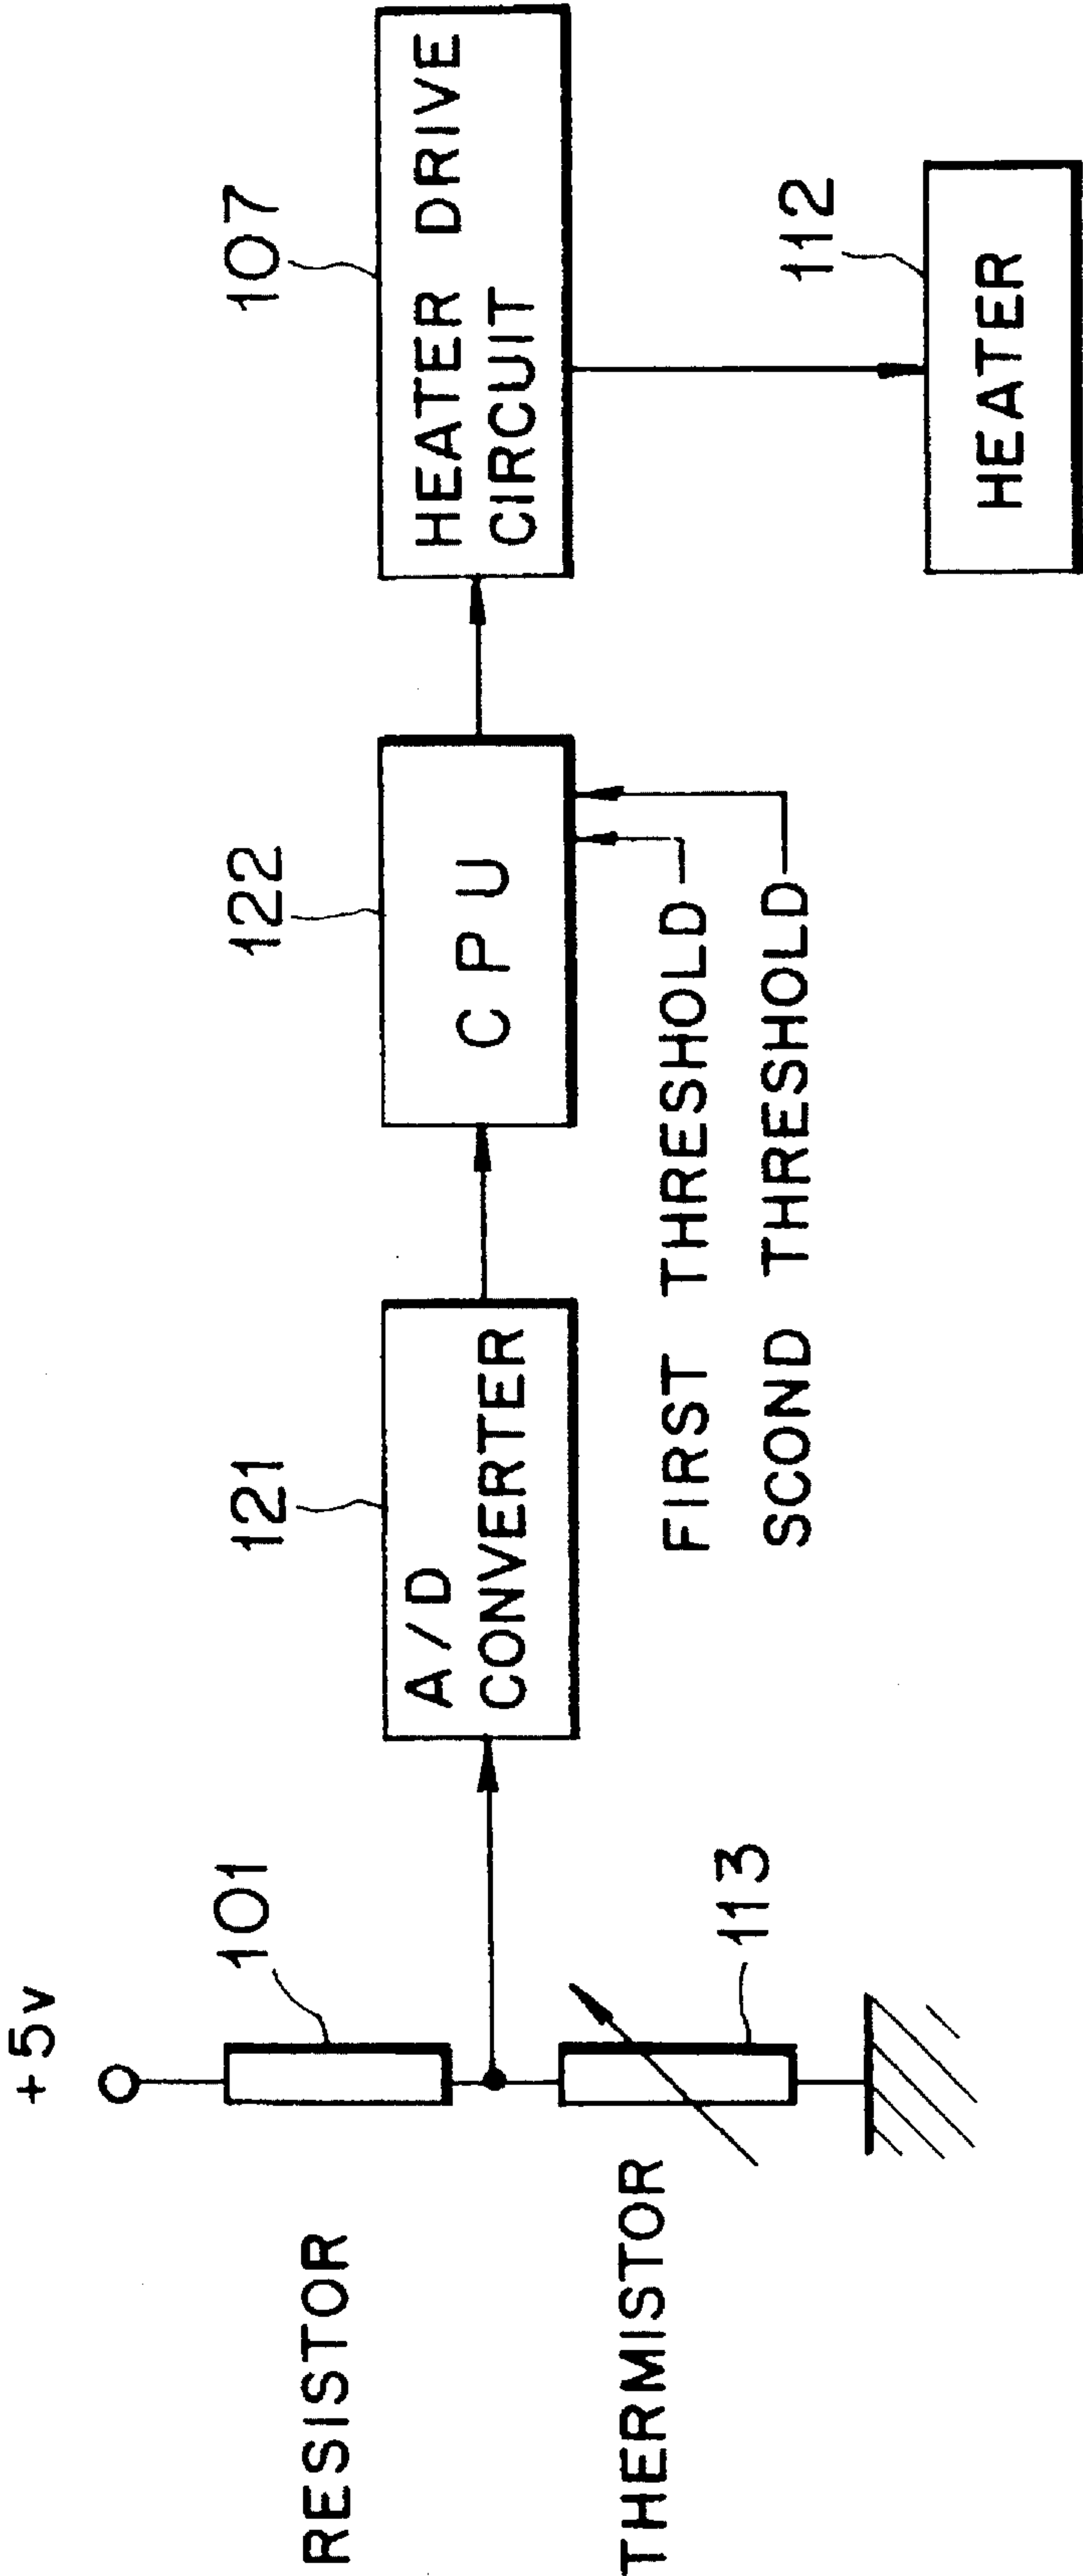 +5v
RESISTOR
101
THERMISTOR
113
121
A/D
CONVERTER
122
CPU
FIRST THRESHOLD
SCOND THRESHOLD
107
HEATER DRIVE
CIRCUIT
112
HEATER